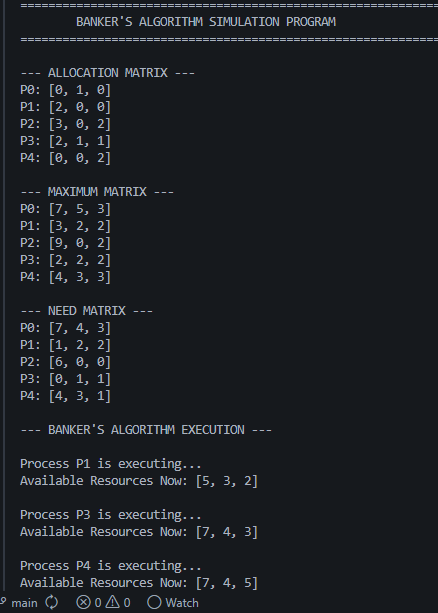 ================================================================
BANKER'S ALGORITHM SIMULATION PROGRAM
================================================================
--- ALLOCATION MATRIX ---
P0: [0, 1, 0]
P1: [2, 0, 0]
P2: [3, 0, 2]
P3: [2, 1, 1]
P4: [0, 0, 2]
--- MAXIMUM MATRIX ---
P0: [7, 5, 3]
P1: [3, 2, 2]
P2: [9, 0, 2]
P3: [2, 2, 2]
P4: [4, 3, 3]
--- NEED MATRIX ---
P0: [7, 4, 3]
P1: [1, 2, 2]
P2: [6, 0, 0]
P3: [0, 1, 1]
P4: [4, 3, 1]
--- BANKER'S ALGORITHM EXECUTION ---
Process P1 is executing...
Available Resources Now: [5, 3, 2]
Process P3 is executing...
Available Resources Now: [7, 4, 3]
Process P4 is executing...
Available Resources Now: [7, 4, 5]
main 0 0 Watch